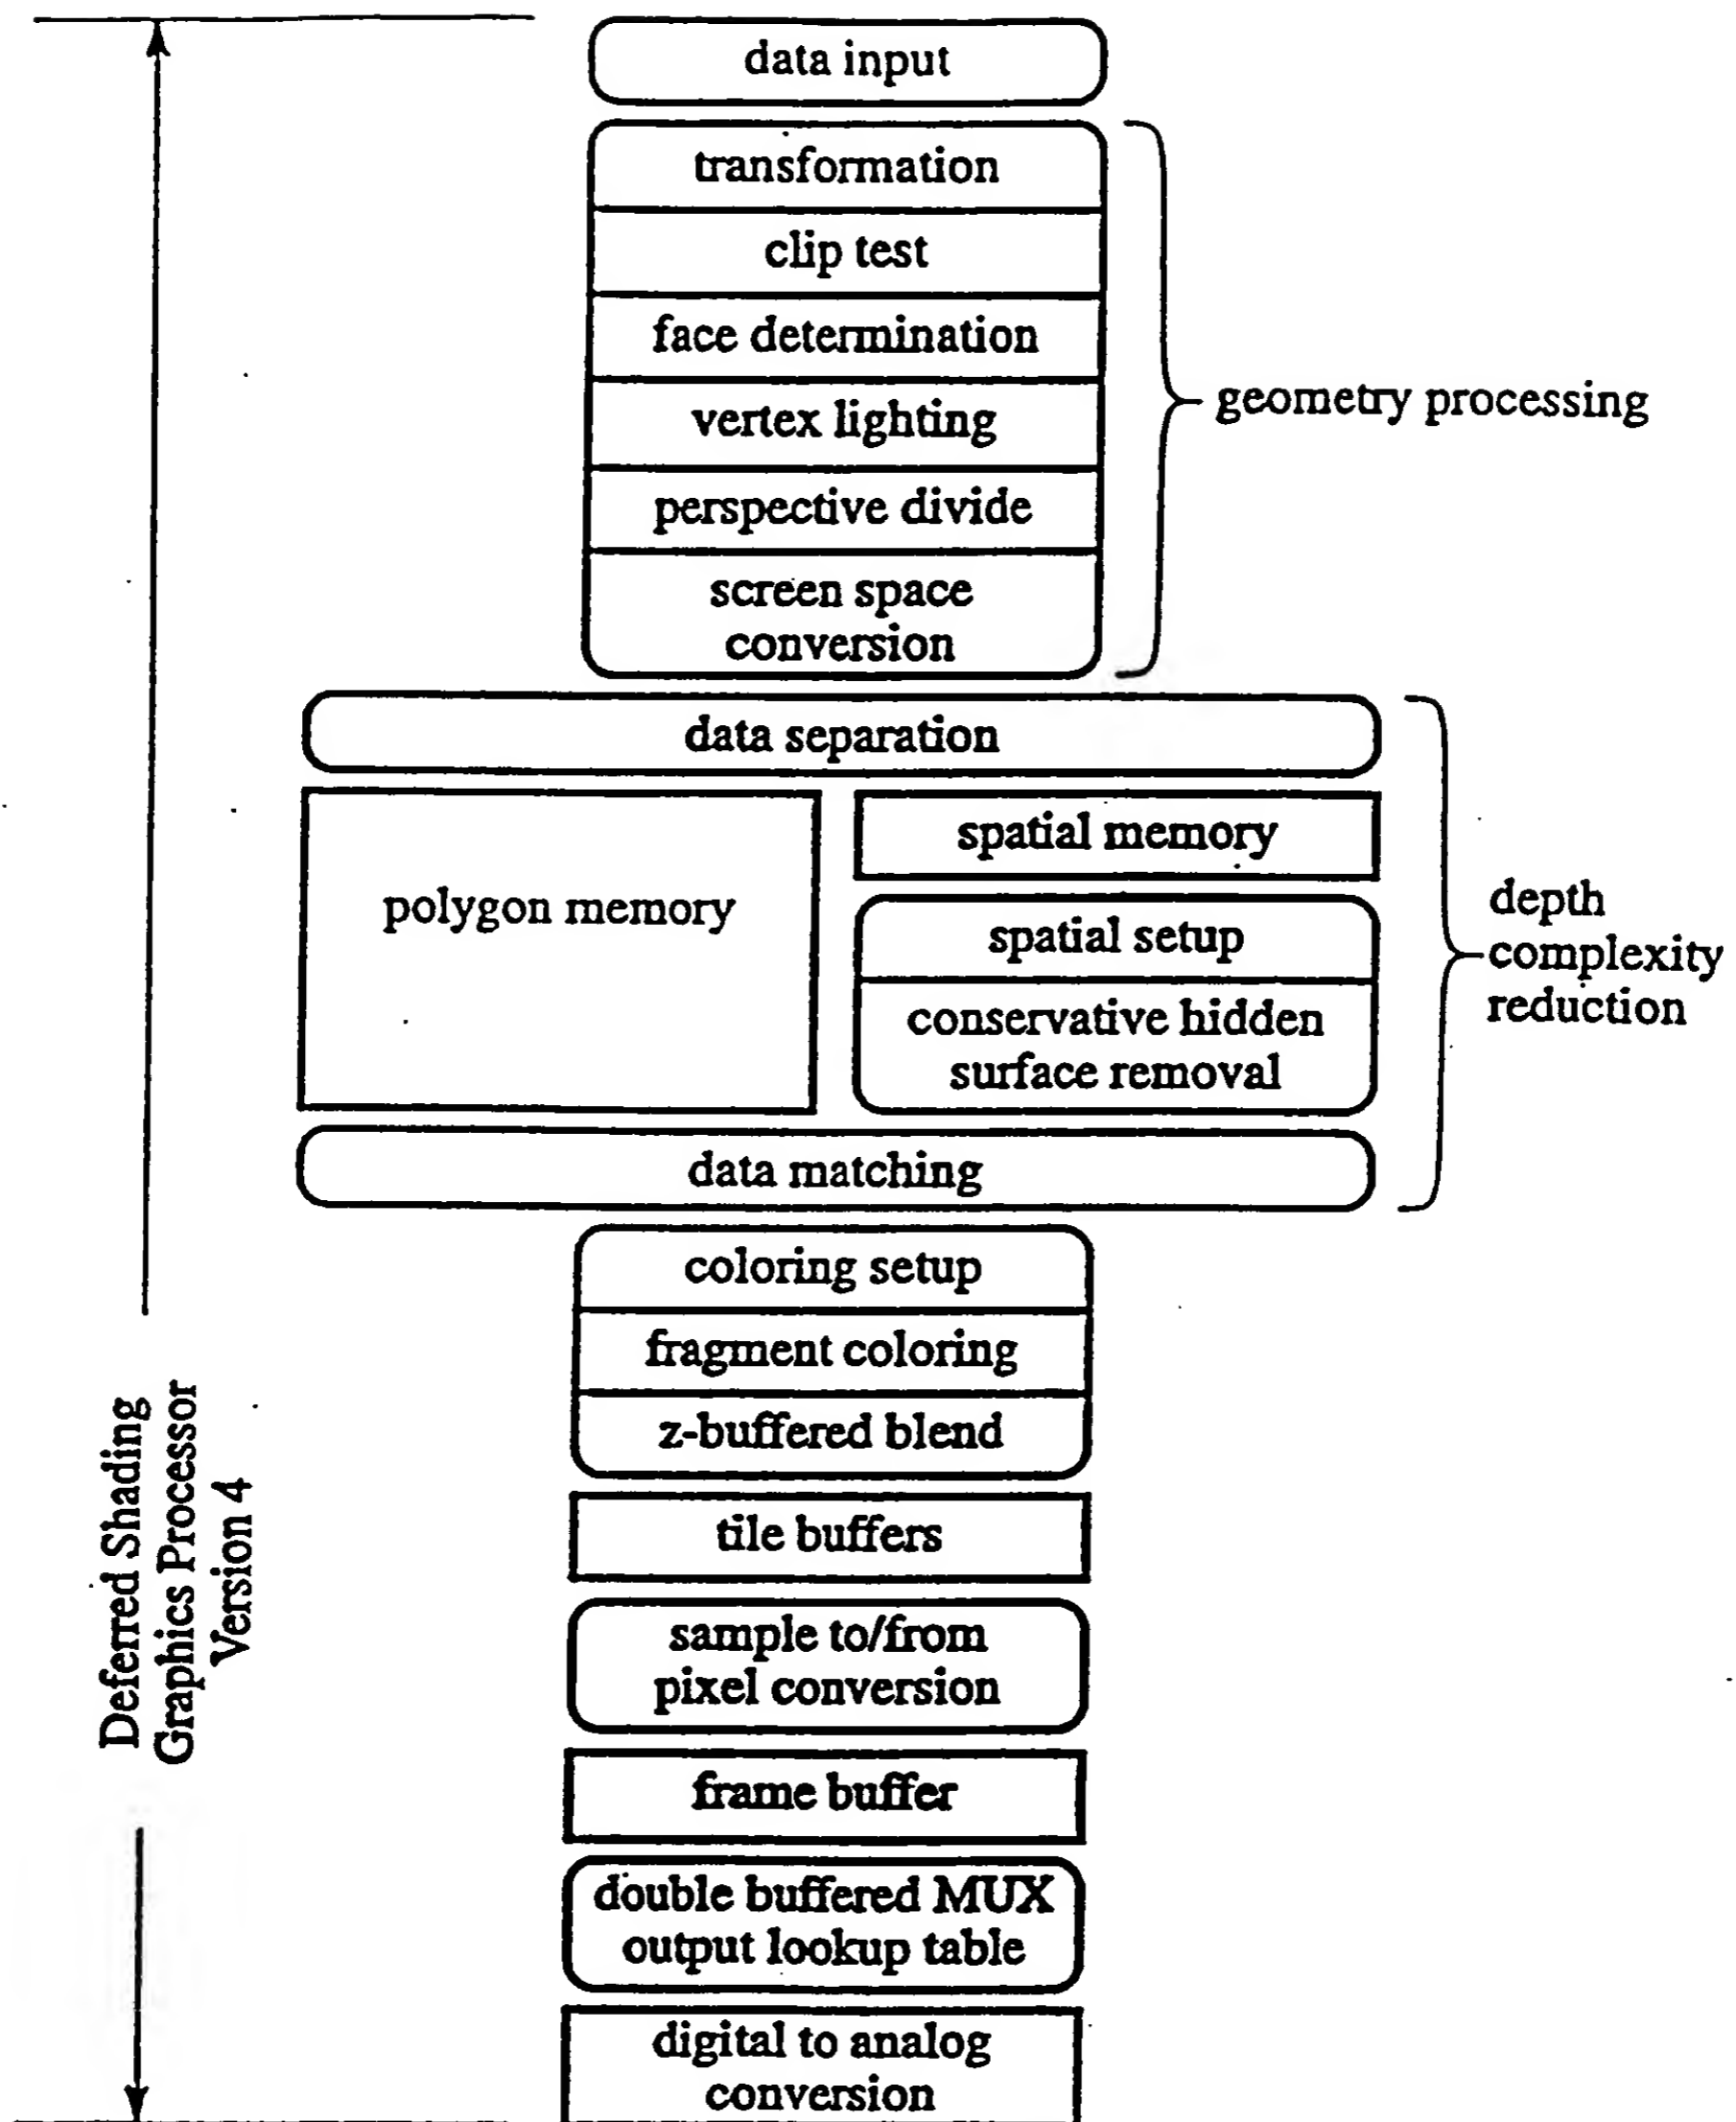 data input
transformation
clip test
face determination
vertex lighting
perspective divide
screen space
conversion
geometry processing
data separation
polygon memory
spatial memory
spatial setup
conservative hidden
surface removal
depth
complexity
reduction
data matching
coloring setup
fragment coloring
z-buffered blend
tile buffers
sample to/from
pixel conversion
frame buffer
double buffered MUX
output lookup table
digital to analog
conversion
Deferred Shading
Graphics Processor
Version 4